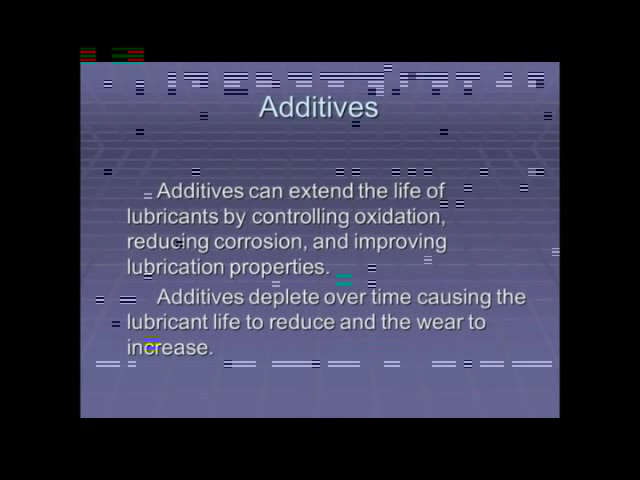 Additives
Additives can extend the life of
lubricants by controlling oxidation,
reducing corrosion, and improving
lubrication properties.
Additives deplete over time causing the
lubricant life to reduce and the wear to
increase.